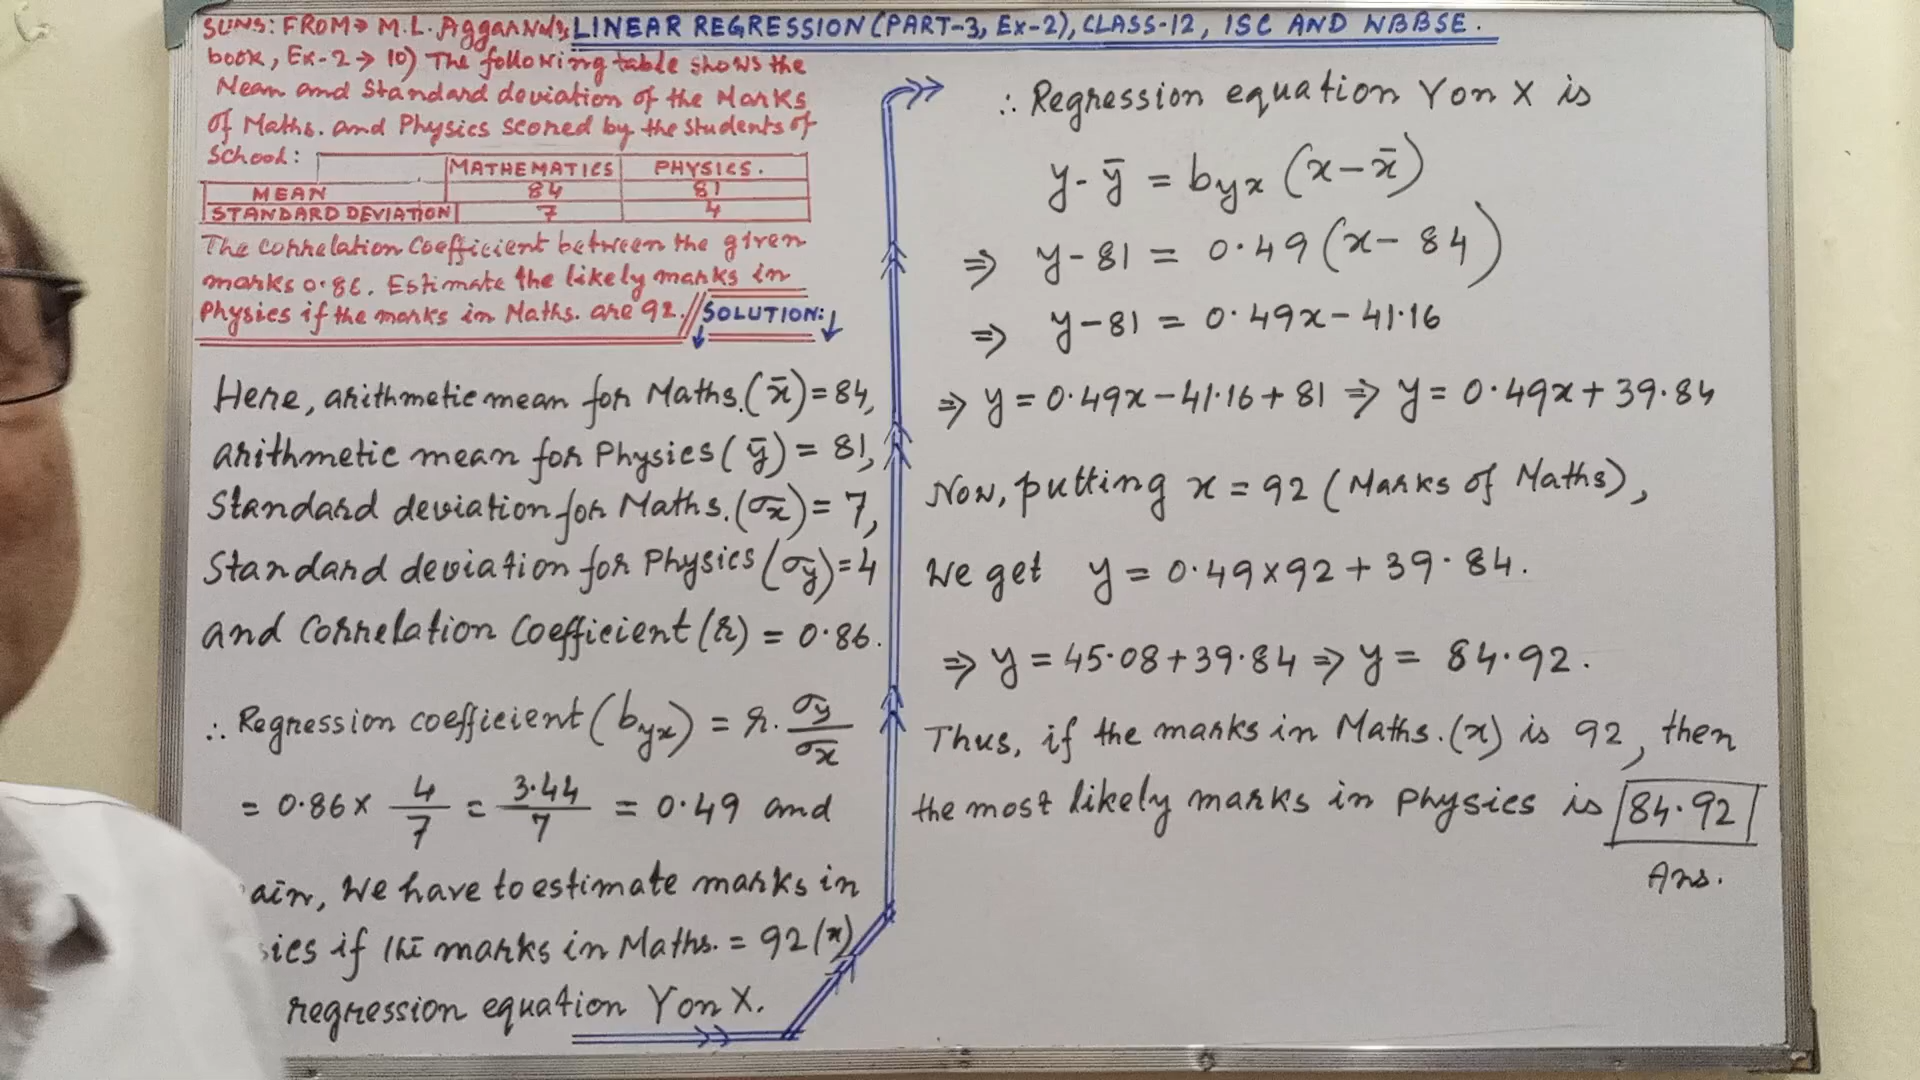 SUMS: FROM → M.L. Aggarwal's LINEAR REGRESSION (PART-3, Ex-2), CLASS-12, ISC AND WBBSE.
book, Ex-2 → 10) The following table shows the
Mean and Standard deviation of the Marks
of Maths. and Physics scored by the students of
School:
MATHEMATICS PHYSICS.
MEAN 84 81
STANDARD DEVIATION 7 4
The correlation coefficient between the given
marks 0.86. Estimate the likely marks in
Physics if the marks in Maths. are 92. // SOLUTION:
Here, arithmetic mean for Maths. (x̄) = 84,
arithmetic mean for Physics (ȳ) = 81,
Standard deviation for Maths. (σx) = 7,
Standard deviation for Physics (σy) = 4
and Correlation Coefficient (r) = 0.86.
∴ Regression coefficient (byx) = r. σy/σx
= 0.86 x 4/7 = 3.44/7 = 0.49 and
ain, We have to estimate marks in
sics if the marks in Maths. = 92 (x)
regression equation Y on X.
∴ Regression equation Y on X is
y - ȳ = byx (x - x̄)
⇒ y - 81 = 0.49 (x - 84)
⇒ y - 81 = 0.49x - 41.16
⇒ y = 0.49x - 41.16 + 81 ⇒ y = 0.49x + 39.84
Now, putting x = 92 (Marks of Maths),
We get y = 0.49 x 92 + 39.84.
⇒ y = 45.08 + 39.84 ⇒ y = 84.92.
Thus, if the marks in Maths. (x) is 92, then
the most likely marks in Physics is 84.92
Ans.